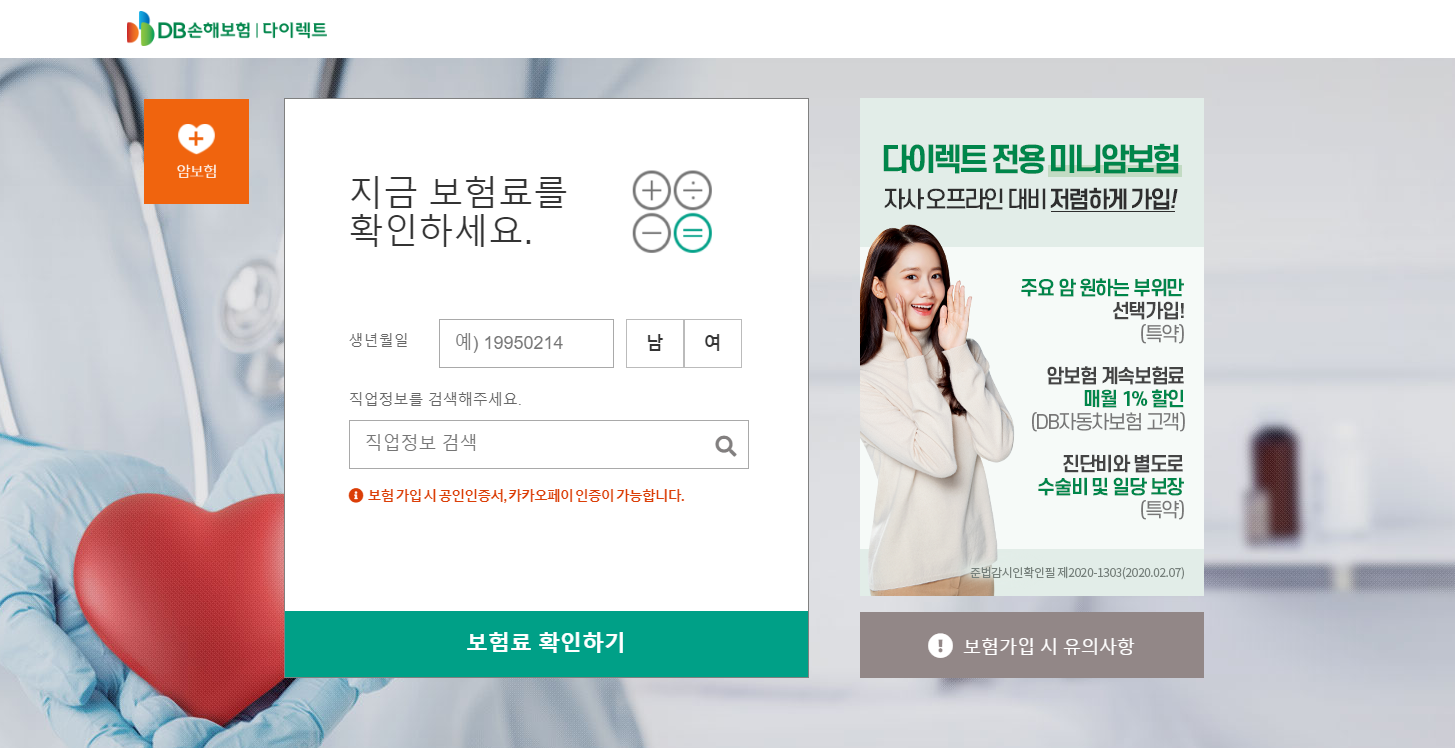 DB손해보험 | 다이렉트
암보험
지금 보험료를
확인하세요.
생년월일
예) 19950214
남
여
직업정보를 검색해주세요.
직업정보 검색
보험 가입 시 공인인증서, 카카오페이 인증이 가능합니다.
보험료 확인하기
다이렉트 전용 미니암보험
자사 오프라인 대비 저렴하게 가입!
주요 암 원하는 부위만
선택가입!
(특약)
암보험 계속보험료
매월 1% 할인
(DB자동차보험 고객)
진단비와 별도로
수술비 및 일당 보장
(특약)
준법감시인확인필 제2020-1303(2020.02.07)
보험가입 시 유의사항